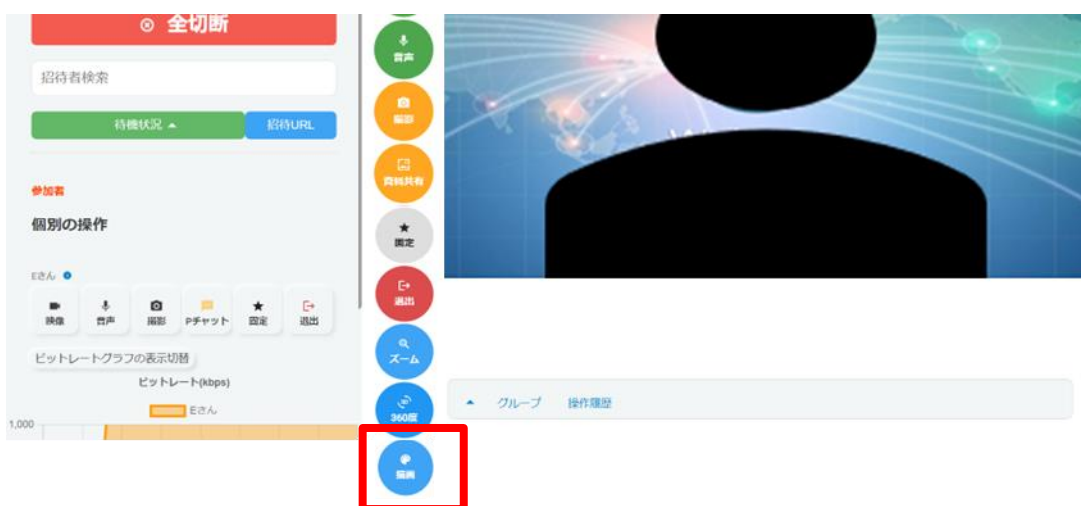 全切断
招待者検索
待機状況
招待URL
参加者
個別の操作
Eさん
映像
音声
撮影
Pチャット
固定
退出
ビットレートグラフの表示切替
ビットレート(kbps)
Eさん
1,000
音声
撮影
資料共有
固定
退出
ズーム
360度
描画
グループ
操作履歴